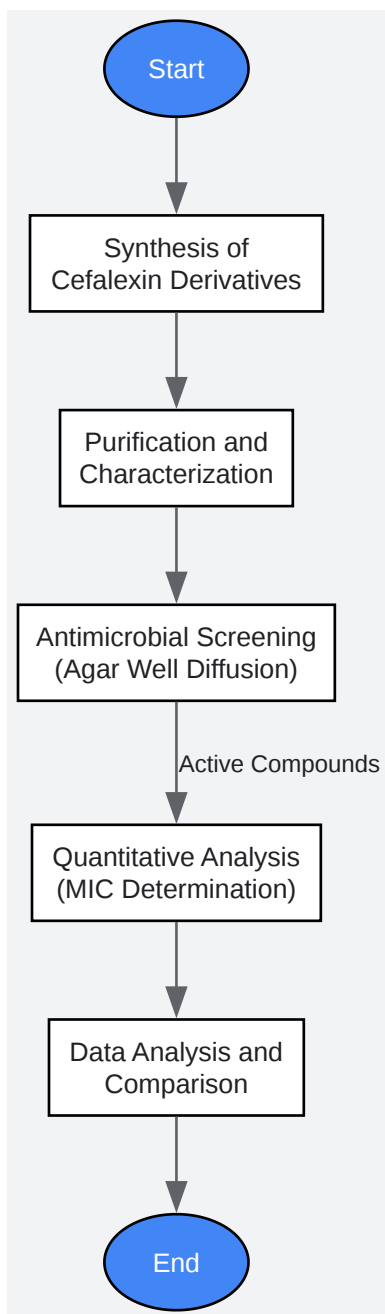 Start
Synthesis of
Cefalexin Derivatives
Purification and
Characterization
Antimicrobial Screening
(Agar Well Diffusion)
Active Compounds
Quantitative Analysis
(MIC Determination)
Data Analysis and
Comparison
End